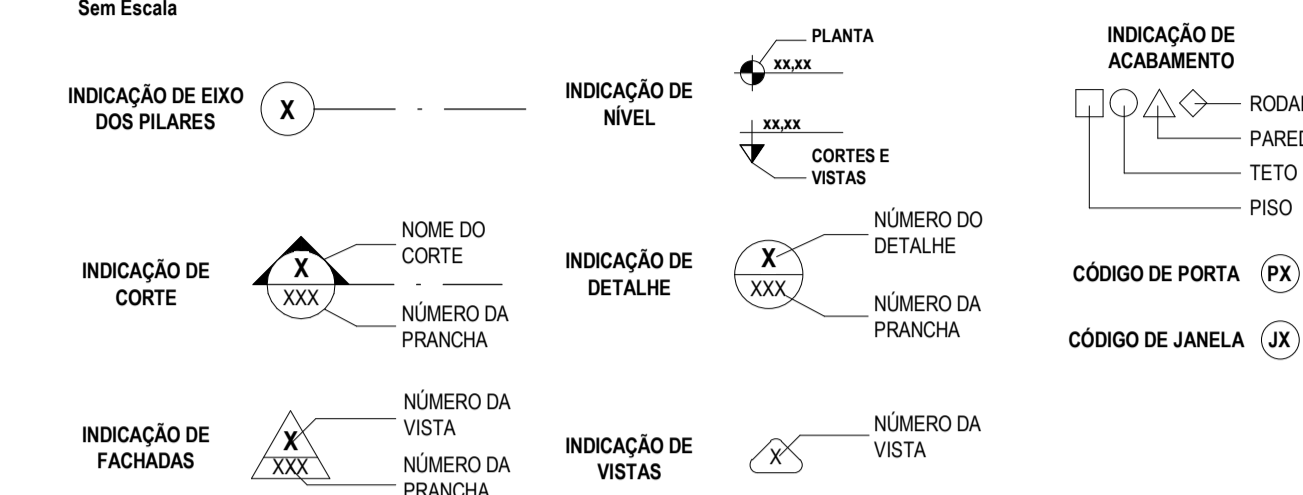 Sem Escala
INDICAÇÃO DE EIXO
DOS PILARES
X
INDICAÇÃO DE
NÍVEL
PLANTA
xx,xx
xx,xx
CORTES E
VISTAS
INDICAÇÃO DE
ACABAMENTO
TETO
PISO
INDICAÇÃO DE
CORTE
X
XXX
NOME DO
CORTE
NÚMERO DA
PRANCHA
INDICAÇÃO DE
DETALHE
X
XXX
NÚMERO DO
DETALHE
NÚMERO DA
PRANCHA
CÓDIGO DE PORTA
PX
CÓDIGO DE JANELA
JX
INDICAÇÃO DE
FACHADAS
X
XXX
NÚMERO DA
VISTA
NÚMERO DA
PRANCHA
INDICAÇÃO DE
VISTAS
X
NÚMERO DA
VISTA